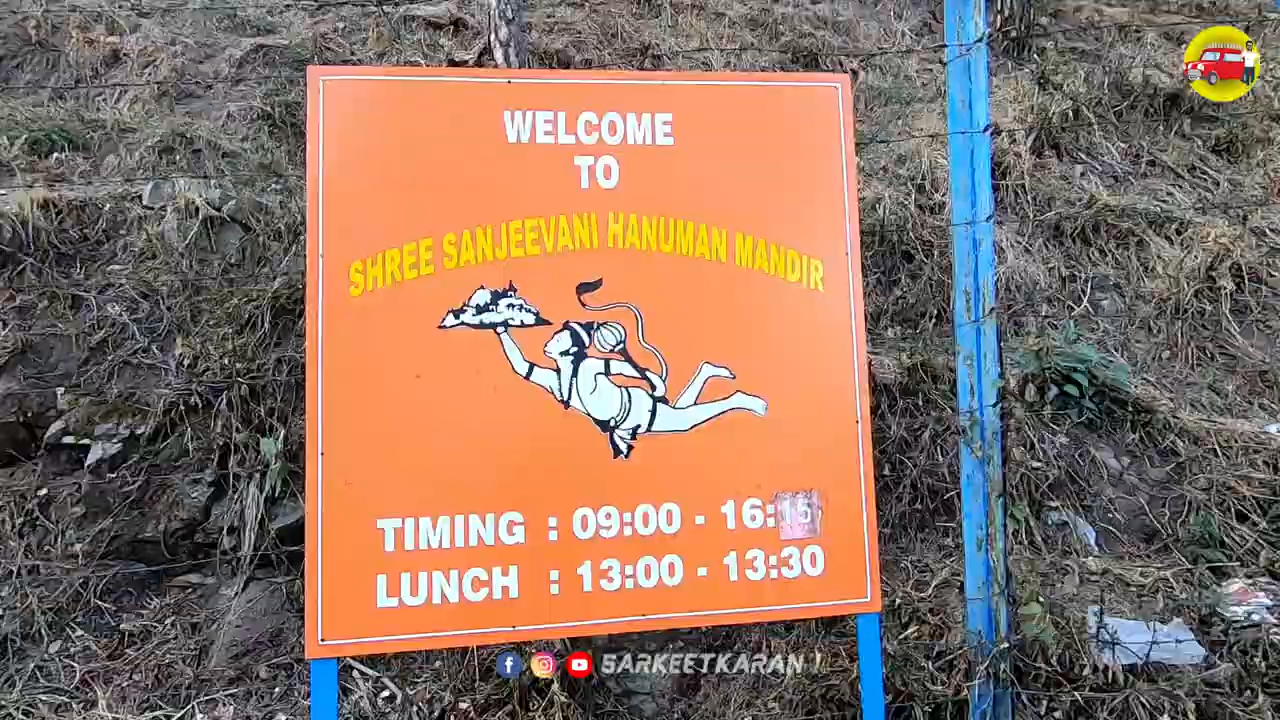 WELCOME
TO
SHREE SANJEEVANI HANUMAN MANDIR
TIMING : 09:00 - 16:15
LUNCH : 13:00 - 13:30
SARKEETKARAN